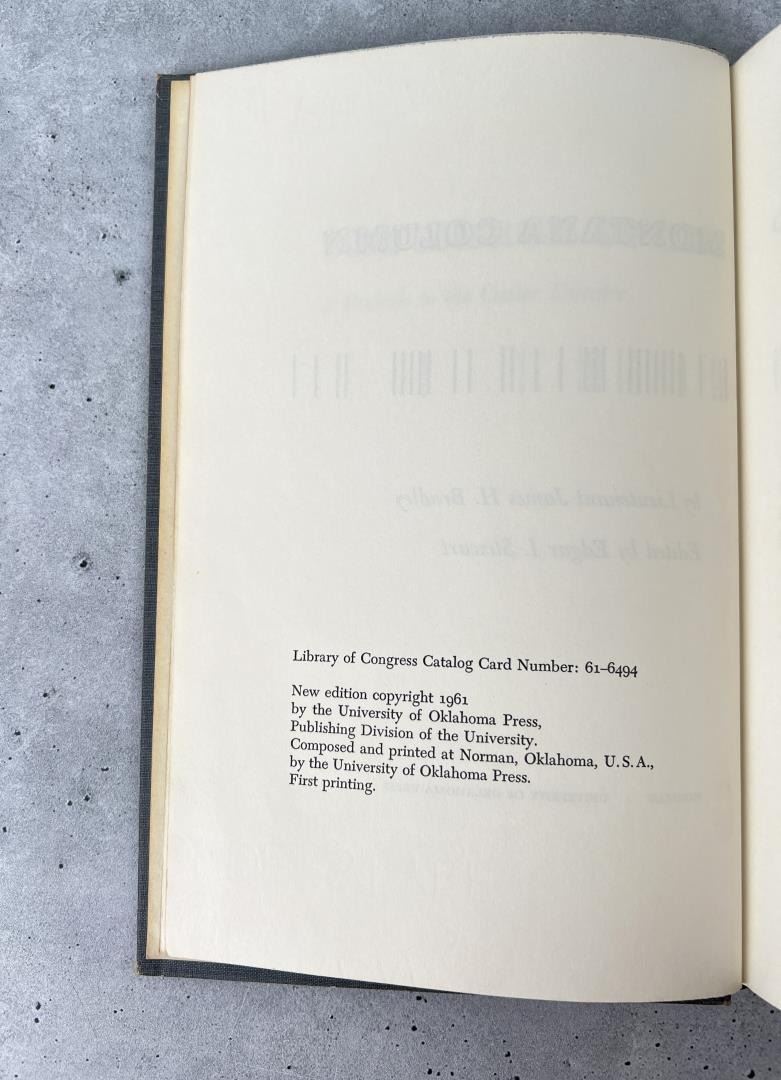 Library of Congress Catalog Card Number: 61–6494
New edition copyright 1961
by the University of Oklahoma Press,
Publishing Division of the University.
Composed and printed at Norman, Oklahoma, U.S.A.,
by the University of Oklahoma Press.
First printing.